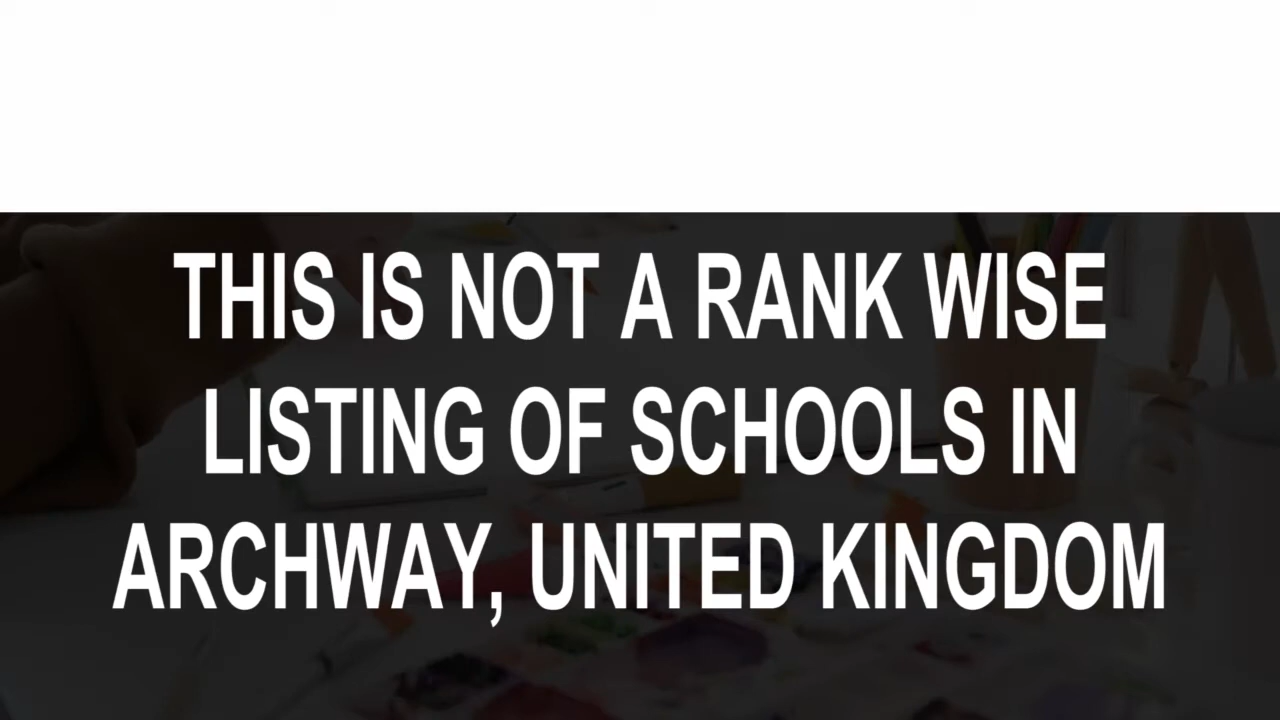 THIS IS NOT A RANK WISE
LISTING OF SCHOOLS IN
ARCHWAY, UNITED KINGDOM